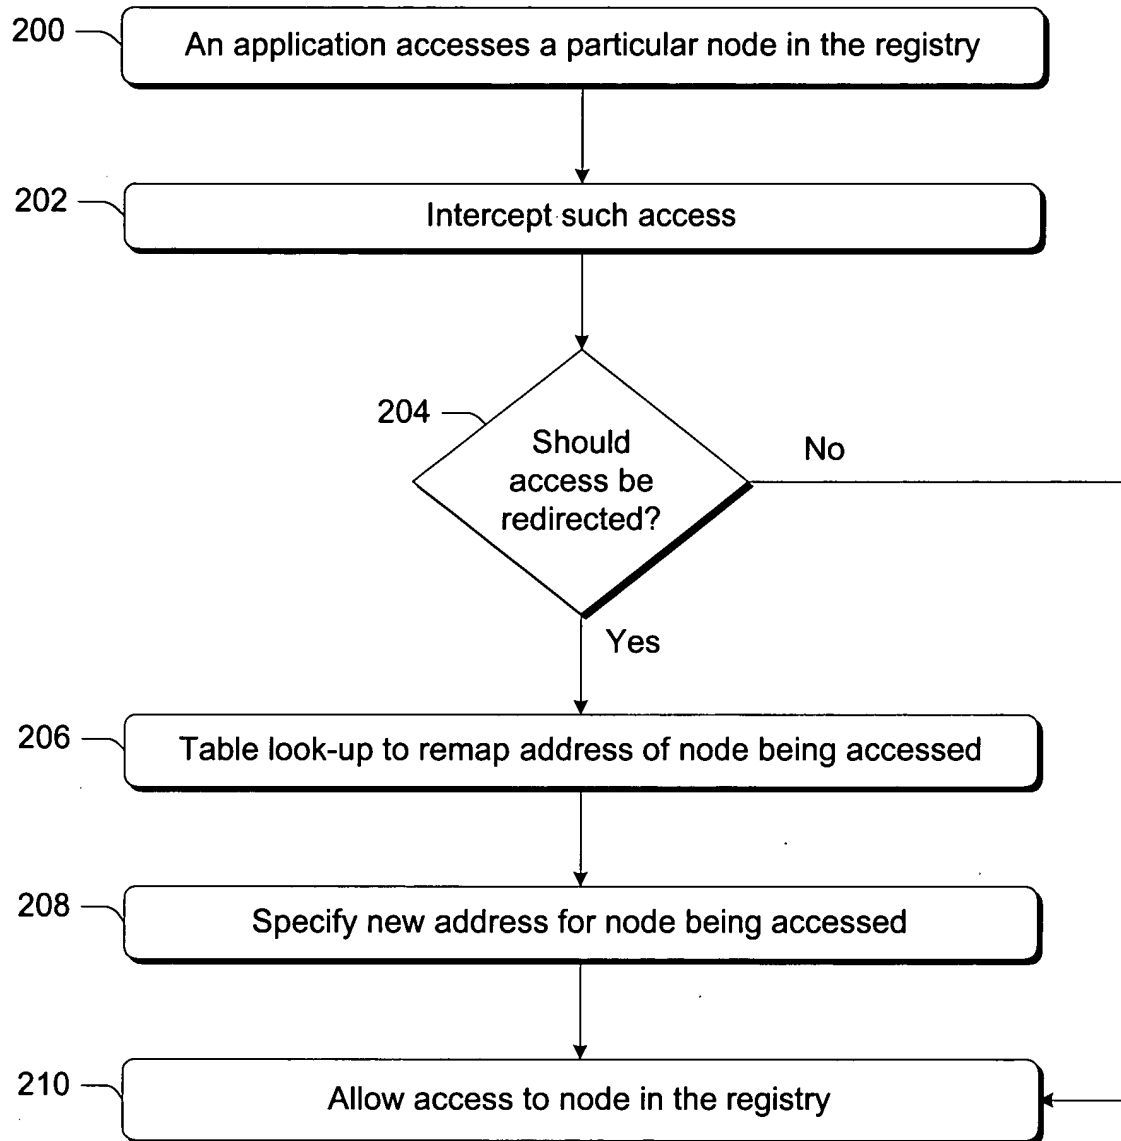 200
An application accesses a particular node in the registry
202
Intercept such access
204
Should
access be
redirected?
No
Yes
206
Table look-up to remap address of node being accessed
208
Specify new address for node being accessed
210
Allow access to node in the registry